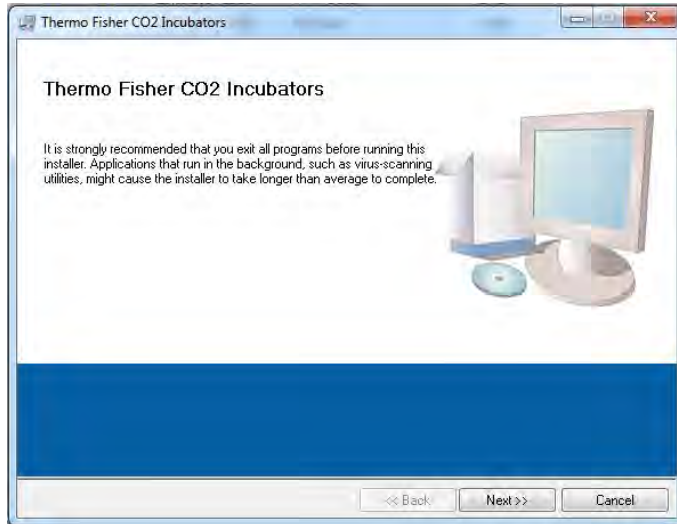 Thermo Fisher CO2 Incubators
Thermo Fisher CO2 Incubators
It is strongly recommended that you exit all programs before running this
installer. Applications that run in the background, such as virus-scanning
utilities, might cause the installer to take longer than average to complete.
<< Back Next >> Cancel